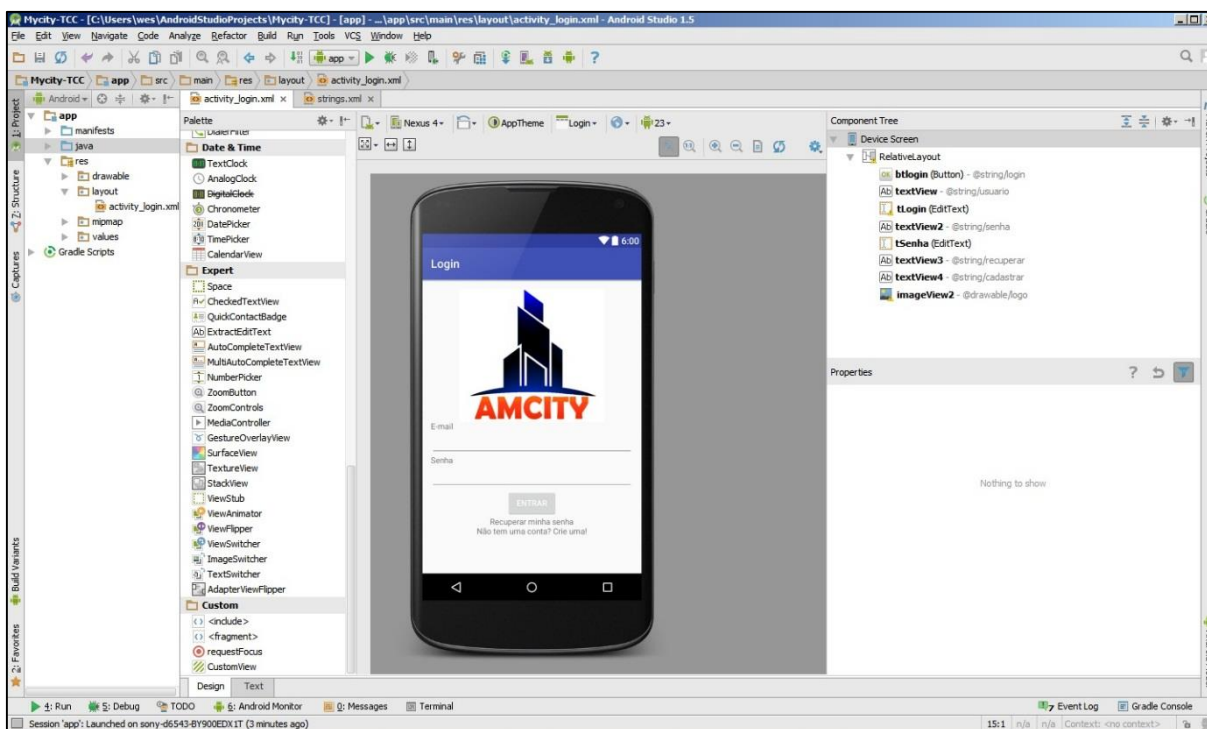 Mycity-TCC - [C:\Users\wes\AndroidStudioProjects\Mycity-TCC] - [app] - ...\app\src\main\res\layout\activity_login.xml - Android Studio 1.5
File Edit View Navigate Code Analyze Refactor Build Run Tools VCS Window Help
app
Mycity-TCC app src main res layout activity_login.xml
Android activity_login.xml strings.xml
1: Project
7: Structure
Captures
Build Variants
2: Favorites
app
manifests
java
res
drawable
layout
activity_login.xml
mipmap
values
Gradle Scripts
Palette
Date & Time
TextClock
AnalogClock
DigitalClock
Chronometer
DatePicker
TimePicker
CalendarView
Expert
Space
CheckedTextView
QuickContactBadge
ExtractEditText
AutoCompleteTextView
MultiAutoCompleteTextView
NumberPicker
ZoomButton
ZoomControls
MediaController
GestureOverlayView
SurfaceView
TextureView
StackView
ViewStub
ViewAnimator
ViewFlipper
ViewSwitcher
ImageSwitcher
TextSwitcher
AdapterViewFlipper
Custom
<include>
<fragment>
requestFocus
CustomView
Design Text
Nexus 4 AppTheme Login 23
6:00
Login
AMCITY
E-mail
Senha
ENTRAR
Recuperar minha senha
Não tem uma conta? Crie uma!
Component Tree
Device Screen
RelativeLayout
OK btlogin (Button) - @string/login
Ab textView - @string/usuario
tLogin (EditText)
Ab textView2 - @string/senha
tSenha (EditText)
Ab textView3 - @string/recuperar
Ab textView4 - @string/cadastrar
imageView2 - @drawable/logo
Properties
Nothing to show
4: Run 5: Debug TODO 6: Android Monitor 0: Messages Terminal 7 Event Log Gradle Console
Session 'app': Launched on sony-d6543-BY900EDX1T (3 minutes ago) 15:1 n/a n/a Context: <no context>